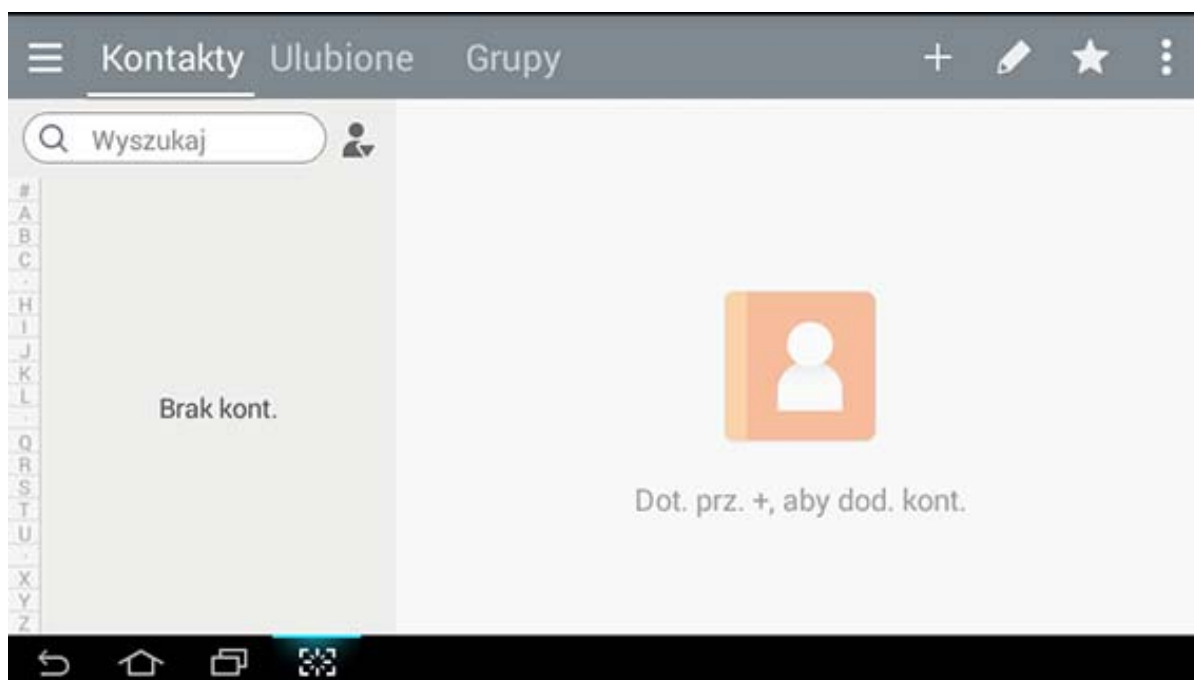 Kontakty Ulubione Grupy
Wyszukaj
#
A
B
C
·
H
I
J
K
L
·
Q
R
S
T
U
·
X
Y
Z
Brak kont.
Dot. prz. +, aby dod. kont.